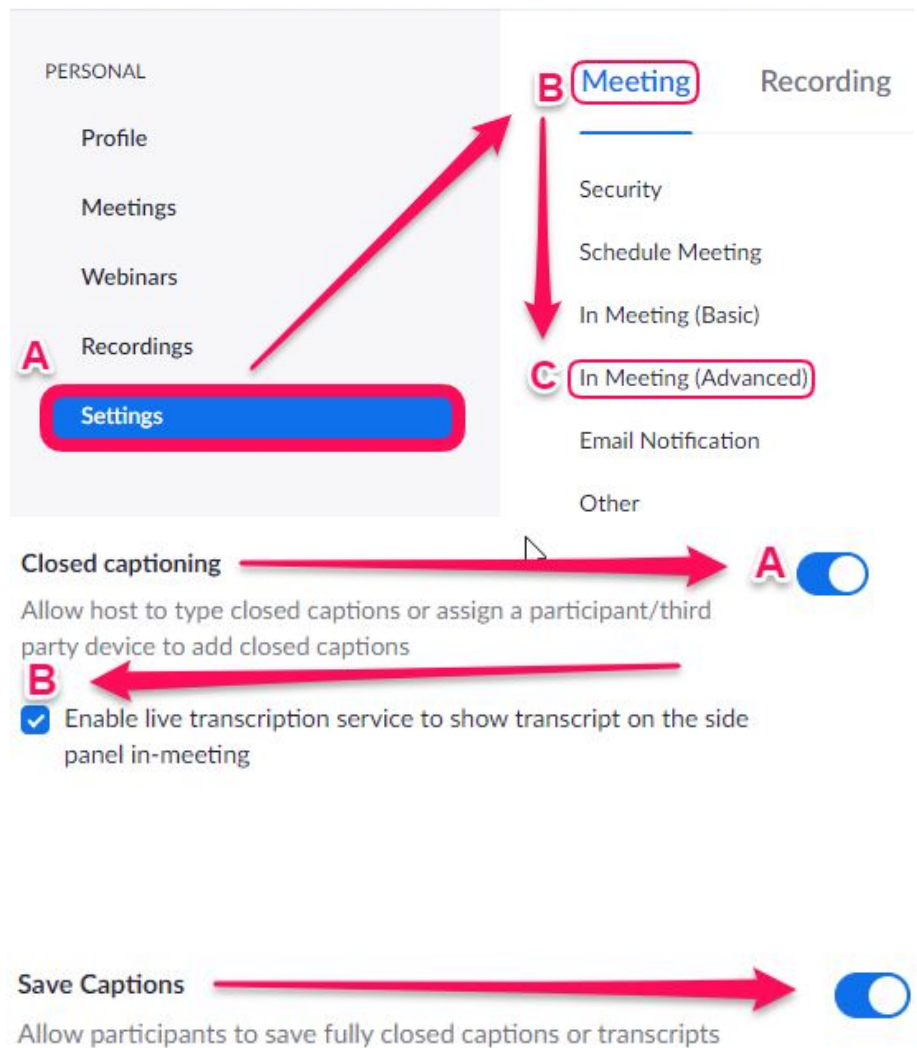 PERSONAL
Profile
Meetings
Webinars
Recordings
A
Settings
B Meeting Recording
Security
Schedule Meeting
In Meeting (Basic)
C In Meeting (Advanced)
Email Notification
Other
Closed captioning A
Allow host to type closed captions or assign a participant/third
party device to add closed captions
B
Enable live transcription service to show transcript on the side
panel in-meeting
Save Captions
Allow participants to save fully closed captions or transcripts